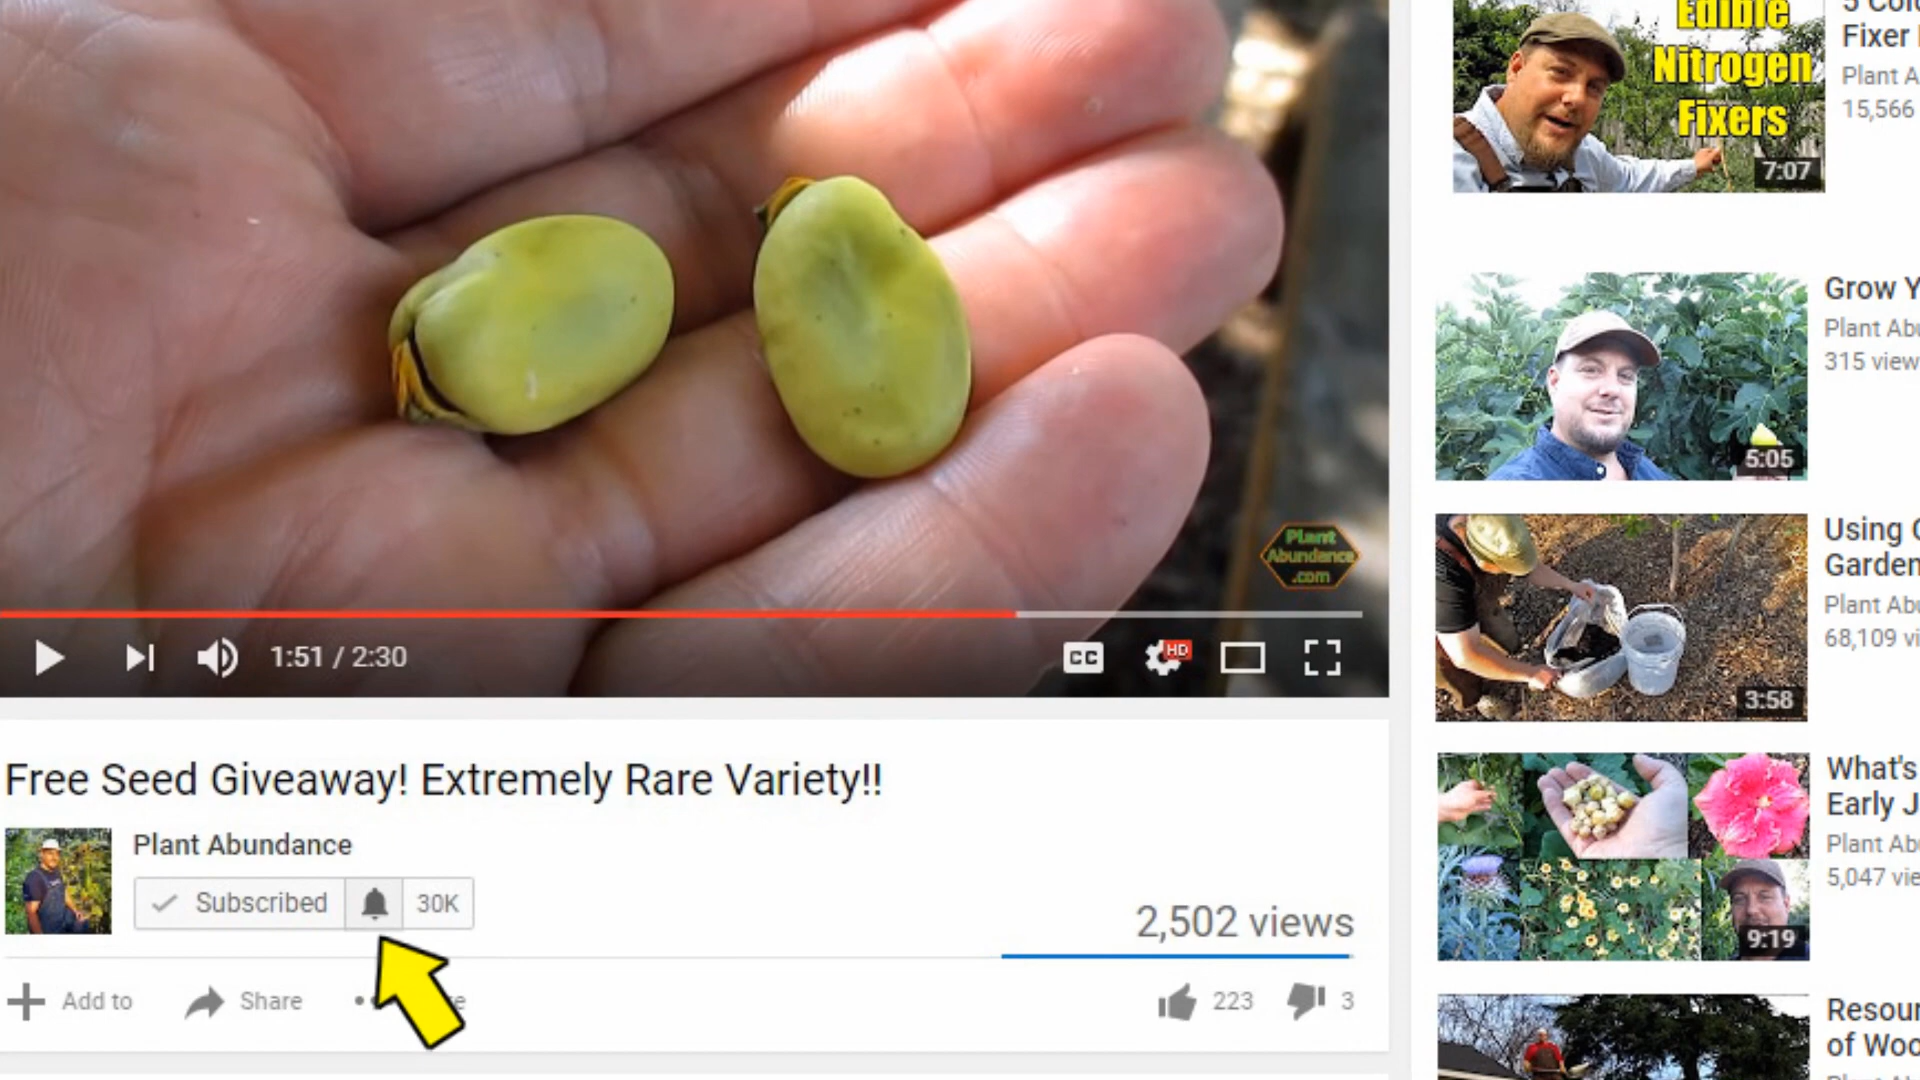 Plant
Abundance
.com
1:51 / 2:30
CC
HD
Free Seed Giveaway! Extremely Rare Variety!!
Plant Abundance
Subscribed
30K
2,502 views
Add to
Share
223
3
Edible
Nitrogen
Fixers
7:07
Fixer
Plant A
15,566
5:05
Grow Y
Plant Abu
315 view
3:58
Using
Garden
Plant Abu
68,109 vi
9:19
What's
Early J
Plant Ab
5,047 vie
Resour
of Woo